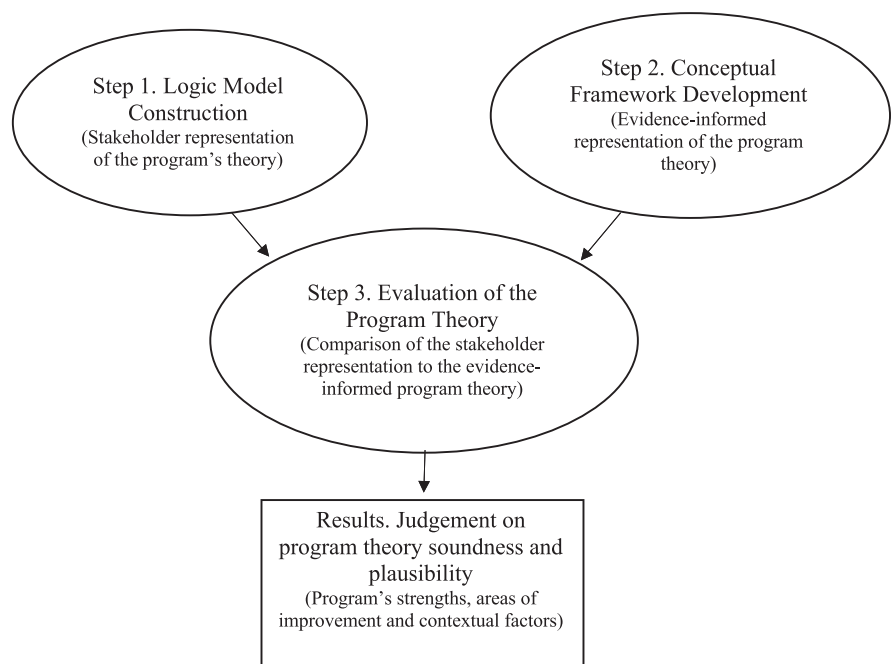 Step 1. Logic Model
Construction
(Stakeholder representation
of the program's theory)
Step 2. Conceptual
Framework Development
(Evidence-informed
representation of the program
theory)
Step 3. Evaluation of the
Program Theory
(Comparison of the stakeholder
representation to the evidence-
informed program theory)
Results. Judgement on
program theory soundness and
plausibility
(Program's strengths, areas of
improvement and contextual factors)